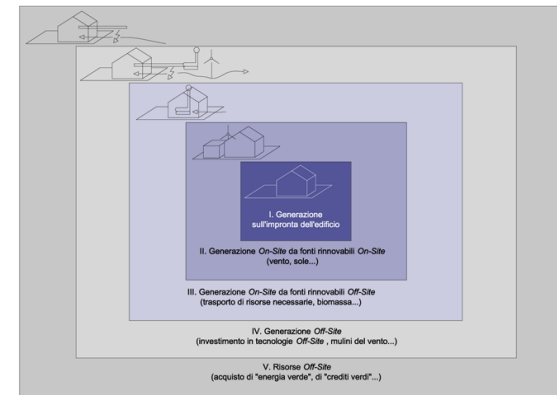 I. Generazione
sull'impronta dell'edificio
II. Generazione On-Site da fonti rinnovabili On-Site
(vento, sole...)
III. Generazione On-Site da fonti rinnovabili Off-Site
(trasporto di risorse necessarie, biomassa...)
IV. Generazione Off-Site
(investimento in tecnologie Off-Site , mulini del vento...)
V. Risorse Off-Site
(acquisto di "energia verde", di "crediti verdi"...)